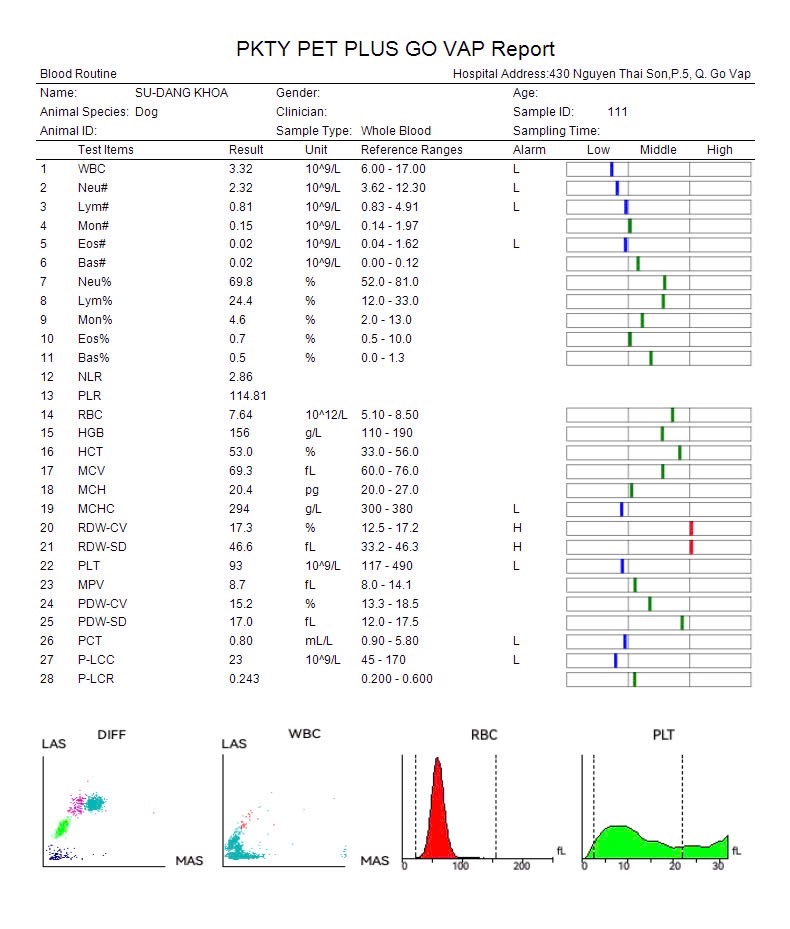 PKTY PET PLUS GO VAP Report
Blood Routine Hospital Address:430 Nguyen Thai Son,P.5, Q. Go Vap
Name: SU-DANG KHOA Gender: Age:
Animal Species: Dog Clinician: Sample ID: 111
Animal ID: Sample Type: Whole Blood Sampling Time:
Test Items Result Unit Reference Ranges Alarm Low Middle High
1 WBC 3.32 10^9/L 6.00 - 17.00 L
2 Neu# 2.32 10^9/L 3.62 - 12.30 L
3 Lym# 0.81 10^9/L 0.83 - 4.91 L
4 Mon# 0.15 10^9/L 0.14 - 1.97
5 Eos# 0.02 10^9/L 0.04 - 1.62 L
6 Bas# 0.02 10^9/L 0.00 - 0.12
7 Neu% 69.8 % 52.0 - 81.0
8 Lym% 24.4 % 12.0 - 33.0
9 Mon% 4.6 % 2.0 - 13.0
10 Eos% 0.7 % 0.5 - 10.0
11 Bas% 0.5 % 0.0 - 1.3
12 NLR 2.86
13 PLR 114.81
14 RBC 7.64 10^12/L 5.10 - 8.50
15 HGB 156 g/L 110 - 190
16 HCT 53.0 % 33.0 - 56.0
17 MCV 69.3 fL 60.0 - 76.0
18 MCH 20.4 pg 20.0 - 27.0
19 MCHC 294 g/L 300 - 380 L
20 RDW-CV 17.3 % 12.5 - 17.2 H
21 RDW-SD 46.6 fL 33.2 - 46.3 H
22 PLT 93 10^9/L 117 - 490 L
23 MPV 8.7 fL 8.0 - 14.1
24 PDW-CV 15.2 % 13.3 - 18.5
25 PDW-SD 17.0 fL 12.0 - 17.5
26 PCT 0.80 mL/L 0.90 - 5.80 L
27 P-LCC 23 10^9/L 45 - 170 L
28 P-LCR 0.243 0.200 - 0.600
DIFF WBC RBC PLT
LAS LAS
MAS MAS fL fL
0 100 200 0 10 20 30